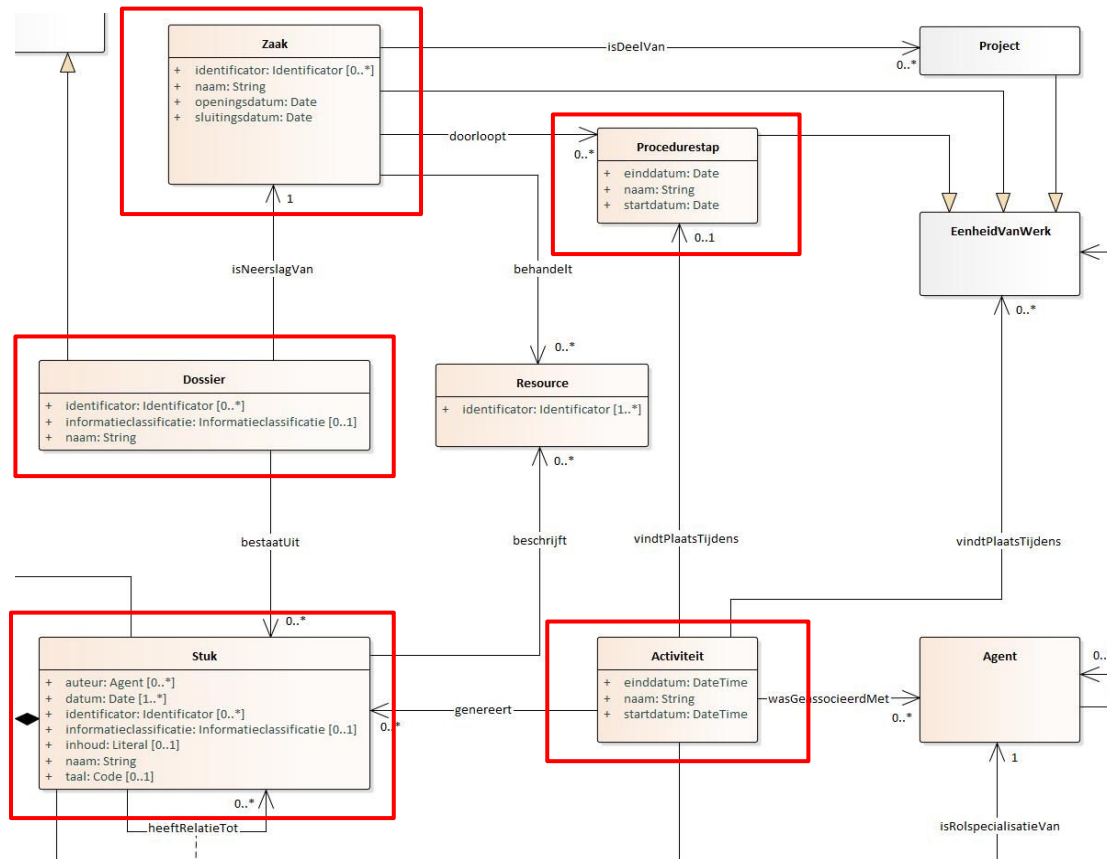 Zaak
+ identificator: Identificator [0..*]
+ naam: String
+ openingsdatum: Date
+ sluitingsdatum: Date
isDeelVan
0..*
Project
doorloopt
0..*
Procedurestap
+ einddatum: Date
+ naam: String
+ startdatum: Date
1
0..1
EenheidVanWerk
0..*
isNeerslagVan
behandelt
0..*
Dossier
+ identificator: Identificator [0..*]
+ informatieclassificatie: Informatieclassificatie [0..1]
+ naam: String
Resource
+ identificator: Identificator [1..*]
0..*
bestaatUit
beschrijft
vindtPlaatsTijdens
vindtPlaatsTijdens
0..*
Stuk
+ auteur: Agent [0..*]
+ datum: Date [1..*]
+ identificator: Identificator [0..*]
+ informatieclassificatie: Informatieclassificatie [0..1]
+ inhoud: Literal [0..1]
+ naam: String
+ taal: Code [0..1]
genereert
0..*
Activiteit
+ einddatum: DateTime
+ naam: String
+ startdatum: DateTime
wasGeassocieerdMet
0..*
Agent
0..
1
0..*
heeftRelatieTot
isRolspecialisatieVan